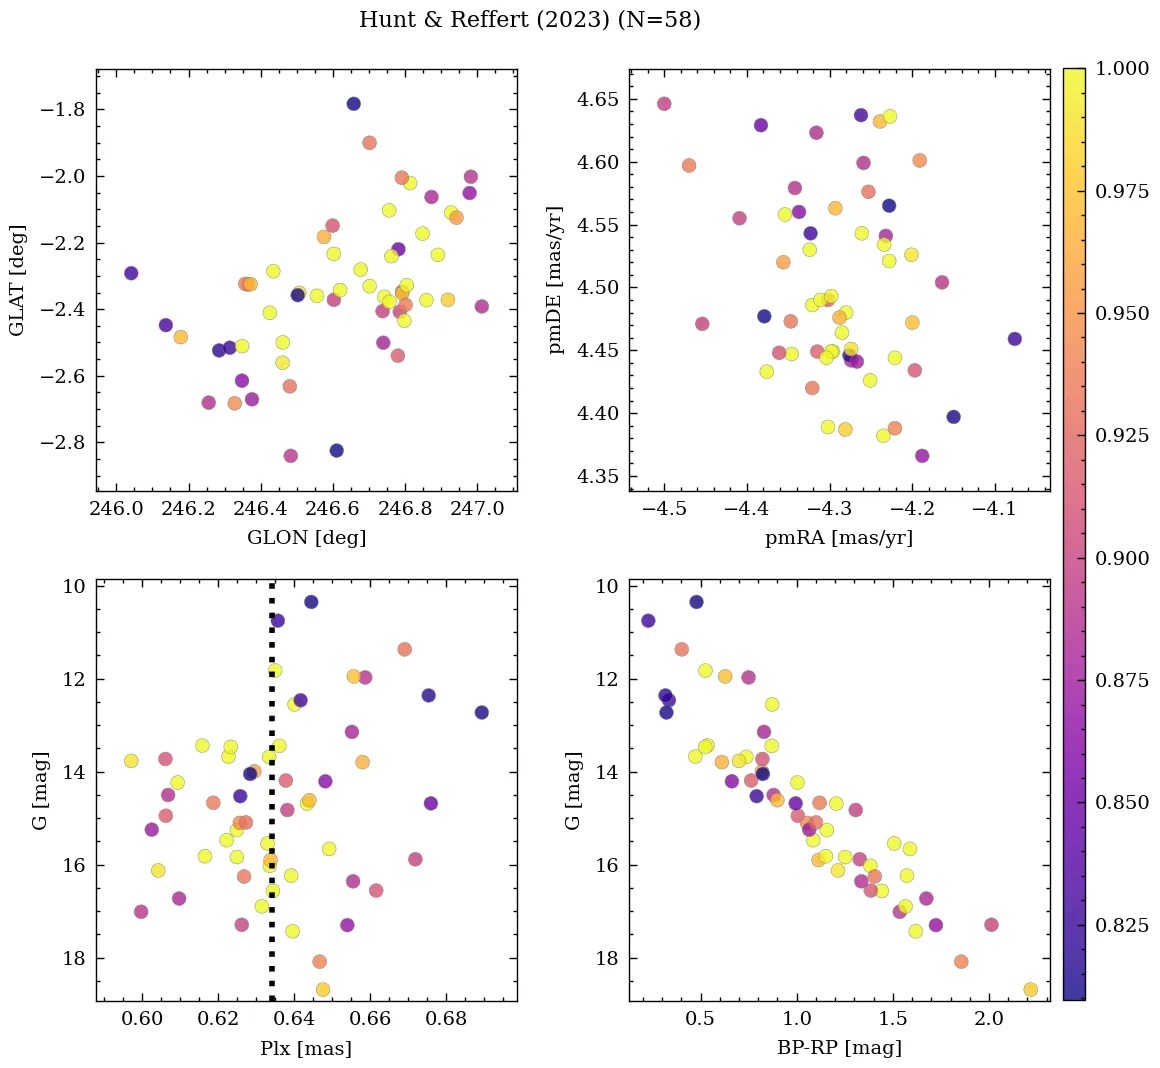 Hunt & Reffert (2023) (N=58)
−1.8
−2.0
−2.2
−2.4
−2.6
−2.8
GLAT [deg]
246.0 246.2 246.4 246.6 246.8 247.0
GLON [deg]
4.65
4.60
4.55
4.50
4.45
4.40
4.35
pmDE [mas/yr]
−4.5 −4.4 −4.3 −4.2 −4.1
pmRA [mas/yr]
10
12
14
16
18
G [mag]
0.60 0.62 0.64 0.66 0.68
Plx [mas]
10
12
14
16
18
G [mag]
0.5 1.0 1.5 2.0
BP-RP [mag]
1.000
0.975
0.950
0.925
0.900
0.875
0.850
0.825